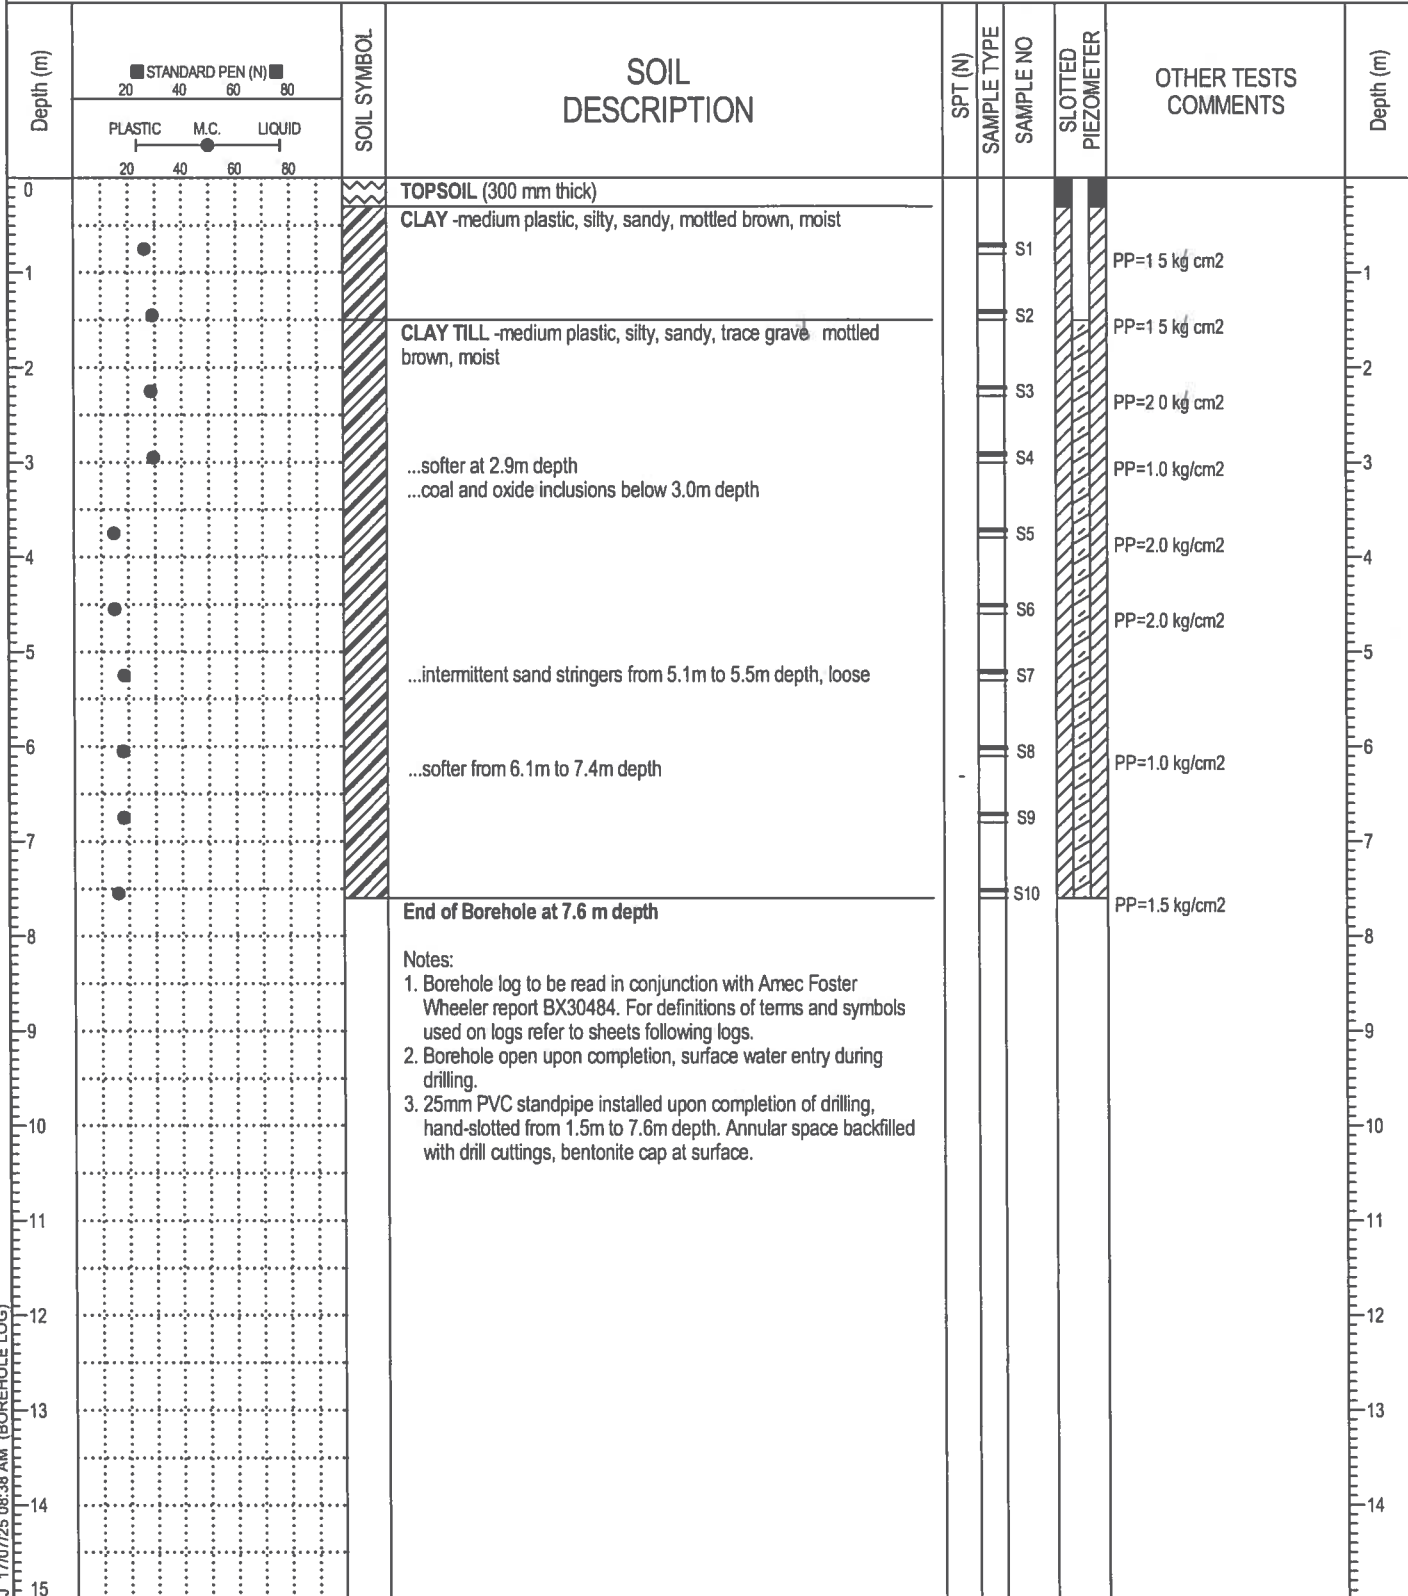 Depth (m)
■ STANDARD PEN (N) ■
20 40 60 80
PLASTIC M.C. LIQUID
20 40 60 80
SOIL SYMBOL
SOIL
DESCRIPTION
SPT (N)
SAMPLE TYPE
SAMPLE NO
SLOTTED
PIEZOMETER
OTHER TESTS
COMMENTS
Depth (m)
0
TOPSOIL (300 mm thick)
CLAY -medium plastic, silty, sandy, mottled brown, moist
S1
PP=1 5 kg cm2
1 1
S2
PP=1 5 kg cm2
CLAY TILL -medium plastic, silty, sandy, trace grave mottled
brown, moist
2 2
S3
PP=2 0 kg cm2
S4
3 3
...softer at 2.9m depth
PP=1.0 kg/cm2
...coal and oxide inclusions below 3.0m depth
S5
PP=2.0 kg/cm2
4 4
S6
PP=2.0 kg/cm2
5 5
...intermittent sand stringers from 5.1m to 5.5m depth, loose
S7
6 6
S8
PP=1.0 kg/cm2
...softer from 6.1m to 7.4m depth
S9
7 7
S10
PP=1.5 kg/cm2
End of Borehole at 7.6 m depth
8 8
Notes:
1. Borehole log to be read in conjunction with Amec Foster
Wheeler report BX30484. For definitions of terms and symbols
used on logs refer to sheets following logs.
9 9
2. Borehole open upon completion, surface water entry during
drilling.
3. 25mm PVC standpipe installed upon completion of drilling,
hand-slotted from 1.5m to 7.6m depth. Annular space backfilled
with drill cuttings, bentonite cap at surface.
10 10
11 11
12 12
13 13
14 14
15
17/07/25 08:38 AM (BOREHOLE LOG)